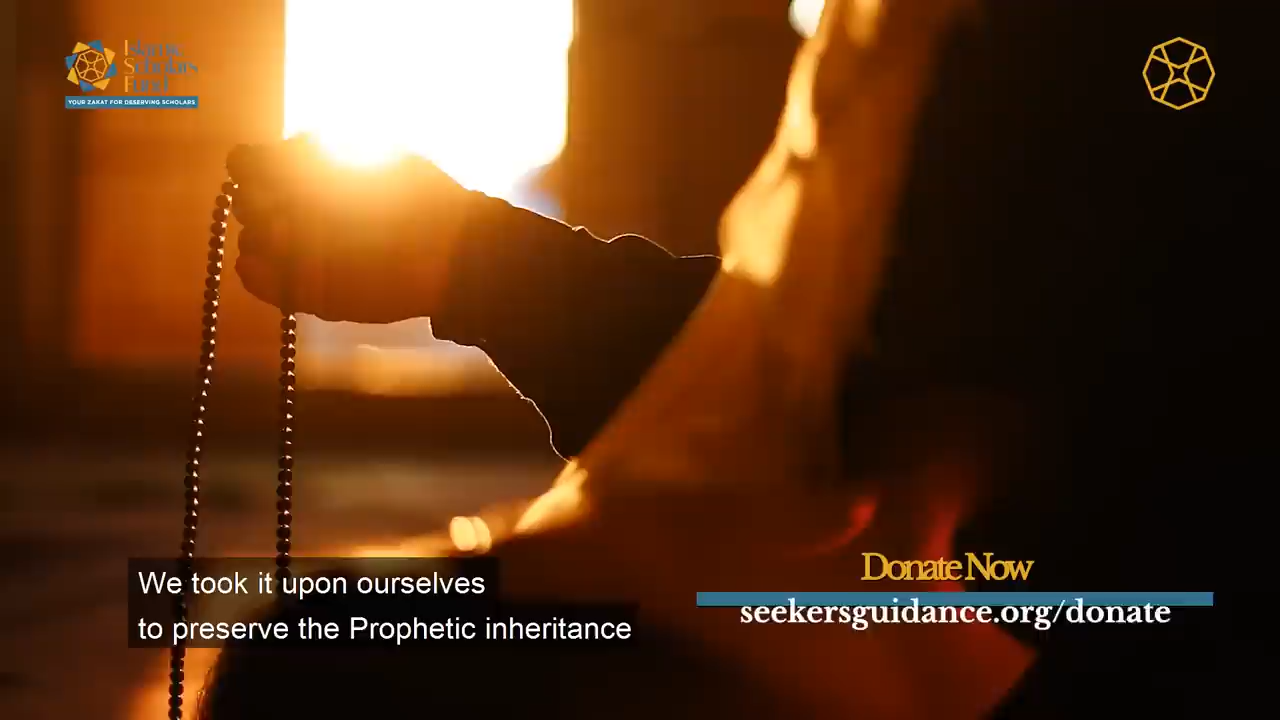 Islamic
Scholars
Fund
YOUR ZAKAT FOR DESERVING SCHOLARS
We took it upon ourselves
to preserve the Prophetic inheritance
Donate Now
seekersguidance.org/donate